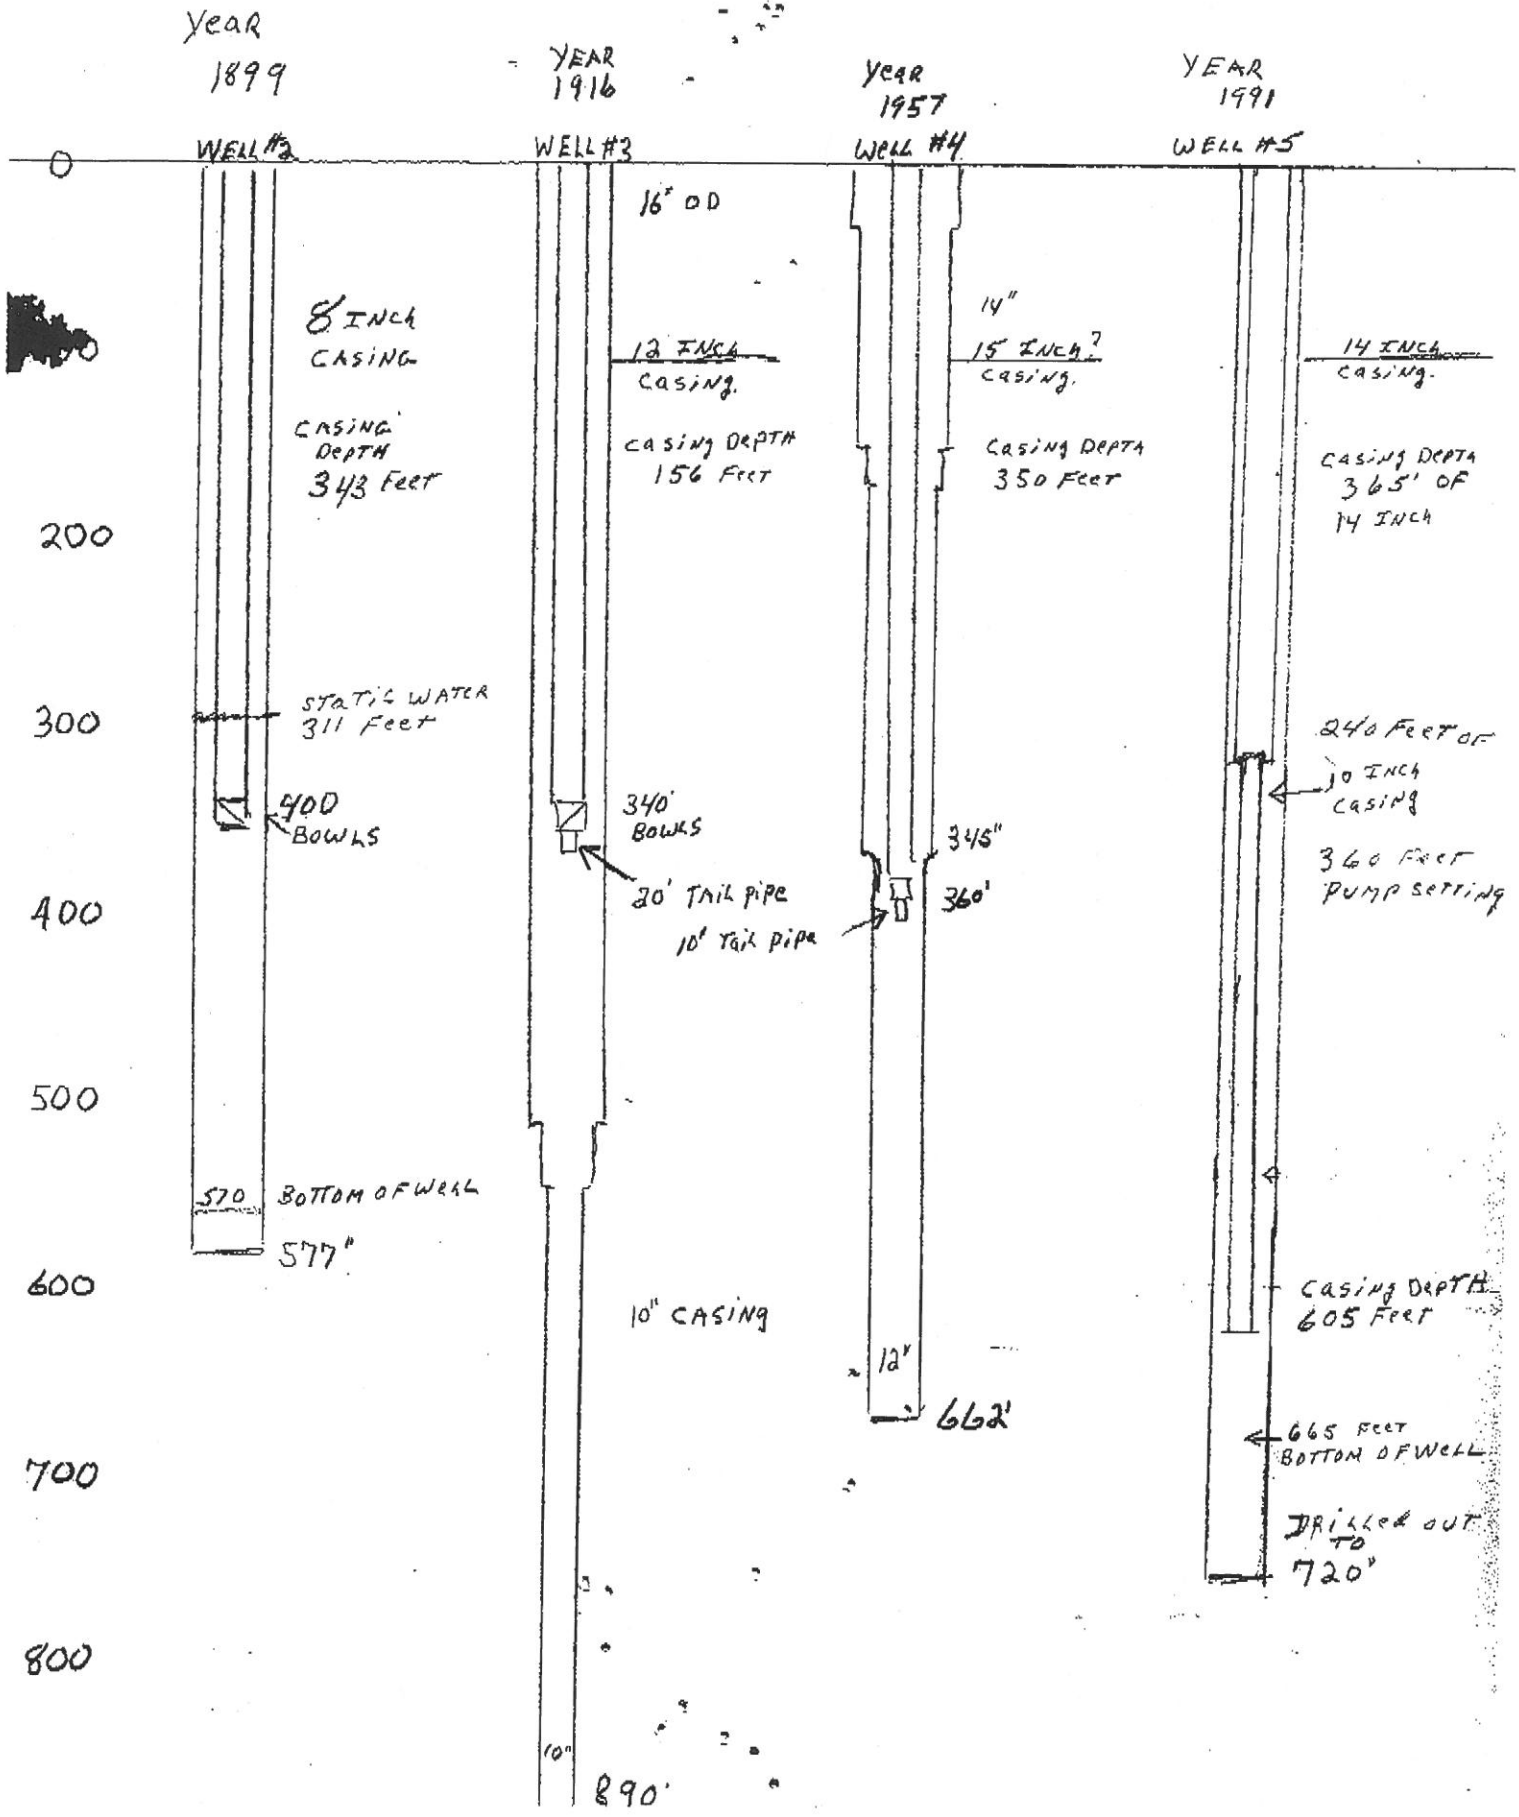 Year
1899
WELL #2
YEAR
1916
WELL #3
Year
1957
WELL #4
YEAR
1991
WELL #5
0
200
300
400
500
600
700
800
8 INCH
CASING
CASING
DEPTH
343 Feet
STATIC WATER
311 Feet
400
BOWLS
570
BOTTOM OF WELL
577"
16" OD
12 INCH
Casing.
Casing DEPTH
156 Feet
340'
BOWLS
20' TAIL pipe
10" CASING
10"
890'
14"
15 INCH?
Casing.
Casing DEPTH
350 Feet
345"
360'
10' Tail pipe
12"
662'
14 INCH
Casing.
Casing DEPTH
365' OF
14 INCH
240 Feet OF
10 INCH
Casing
360 Feet
PUMP SETTING
Casing DEPTH
605 Feet
665 Feet
BOTTOM OF WELL
DRILLED OUT
TO
720"